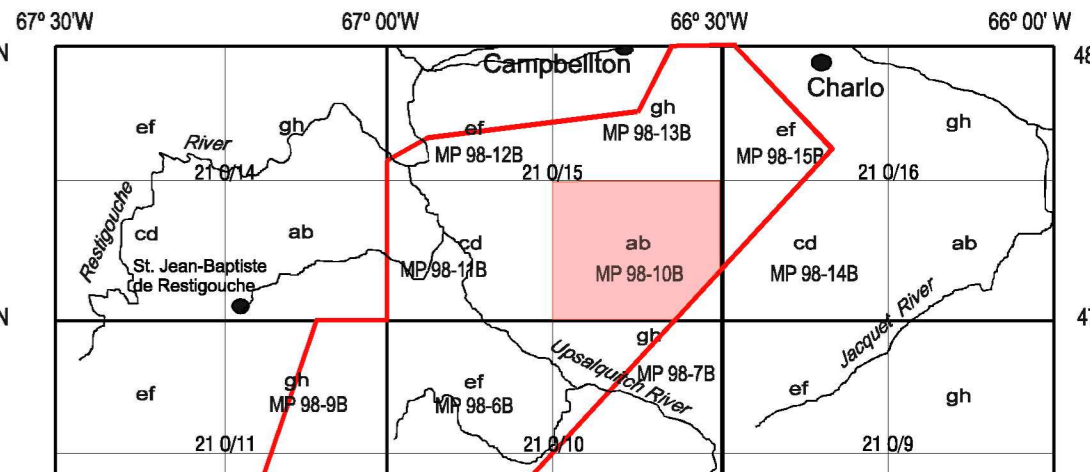 67º 30'W 67º 00'W 66º 30'W 66º 00' W
N 48
Campbellton
Charlo
ef gh ef gh ef gh
River MP 98-12B MP 98-13B MP 98-15B
21 O/14 21 O/15 21 O/16
Restigouche
cd ab cd ab cd ab
St. Jean-Baptiste
de Restigouche
MP 98-11B MP 98-10B MP 98-14B
Jacquet River
N 47
gh
Upsalquitch River
MP 98-7B
ef gh ef ef gh
MP 98-9B MP 98-6B
21 O/11 21 O/10 21 O/9